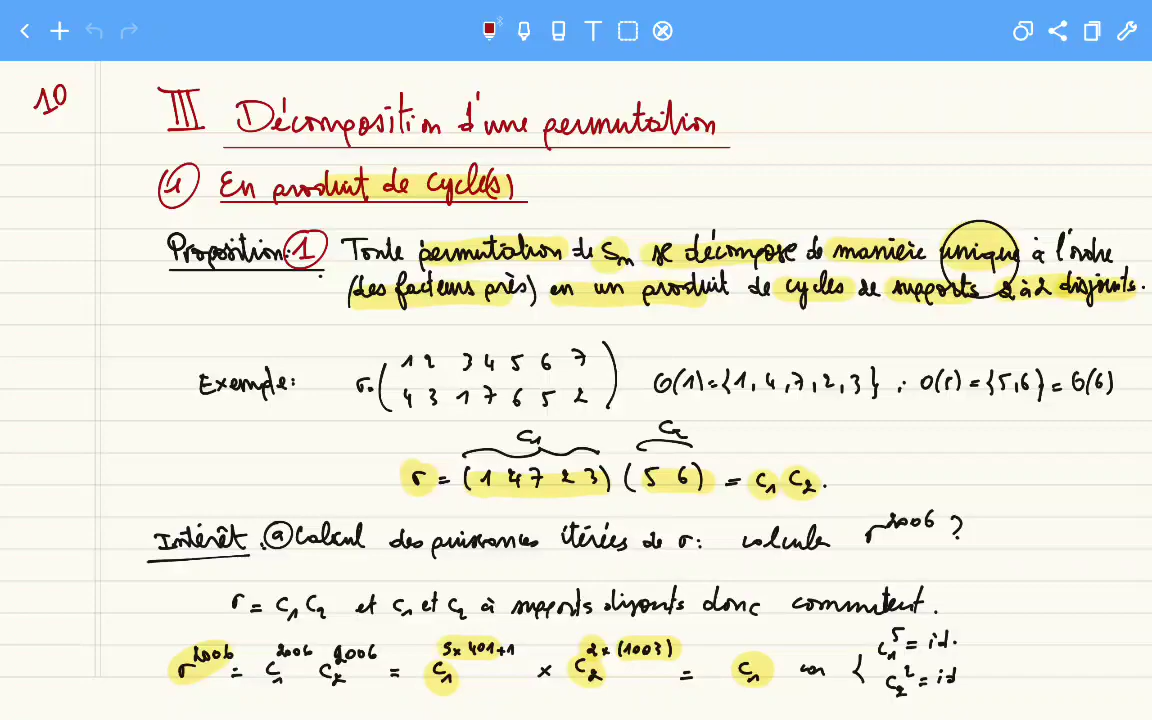 10
III Décomposition d'une permutation
① En produit de cycle(s)
Proposition: ① Toute permutation de Sn se décompose de manière unique à l'ordre
(des facteurs près) en un produit de cycles de supports 2 à 2 disjoints.
1 2 3 4 5 6 7
Exemple: σ. ( ) O(1)={1,4,7,2,3} ; O(5)={5,6}=O(6)
4 3 1 7 6 5 2
C1 C2
σ = (1 4 7 2 3) (5 6) = C1 C2.
Intérêt: ⓐ Calcul des puissances itérées de σ: calculer σ^2006 ?
σ = C1 C2 et C1 et C2 à supports disjoints donc commutent.
σ^2006 = C1^2006 C2^2006 = C1^5×401+1 × C2^2×(1003) = C1 car { C1^5 = id.
C2^2 = id